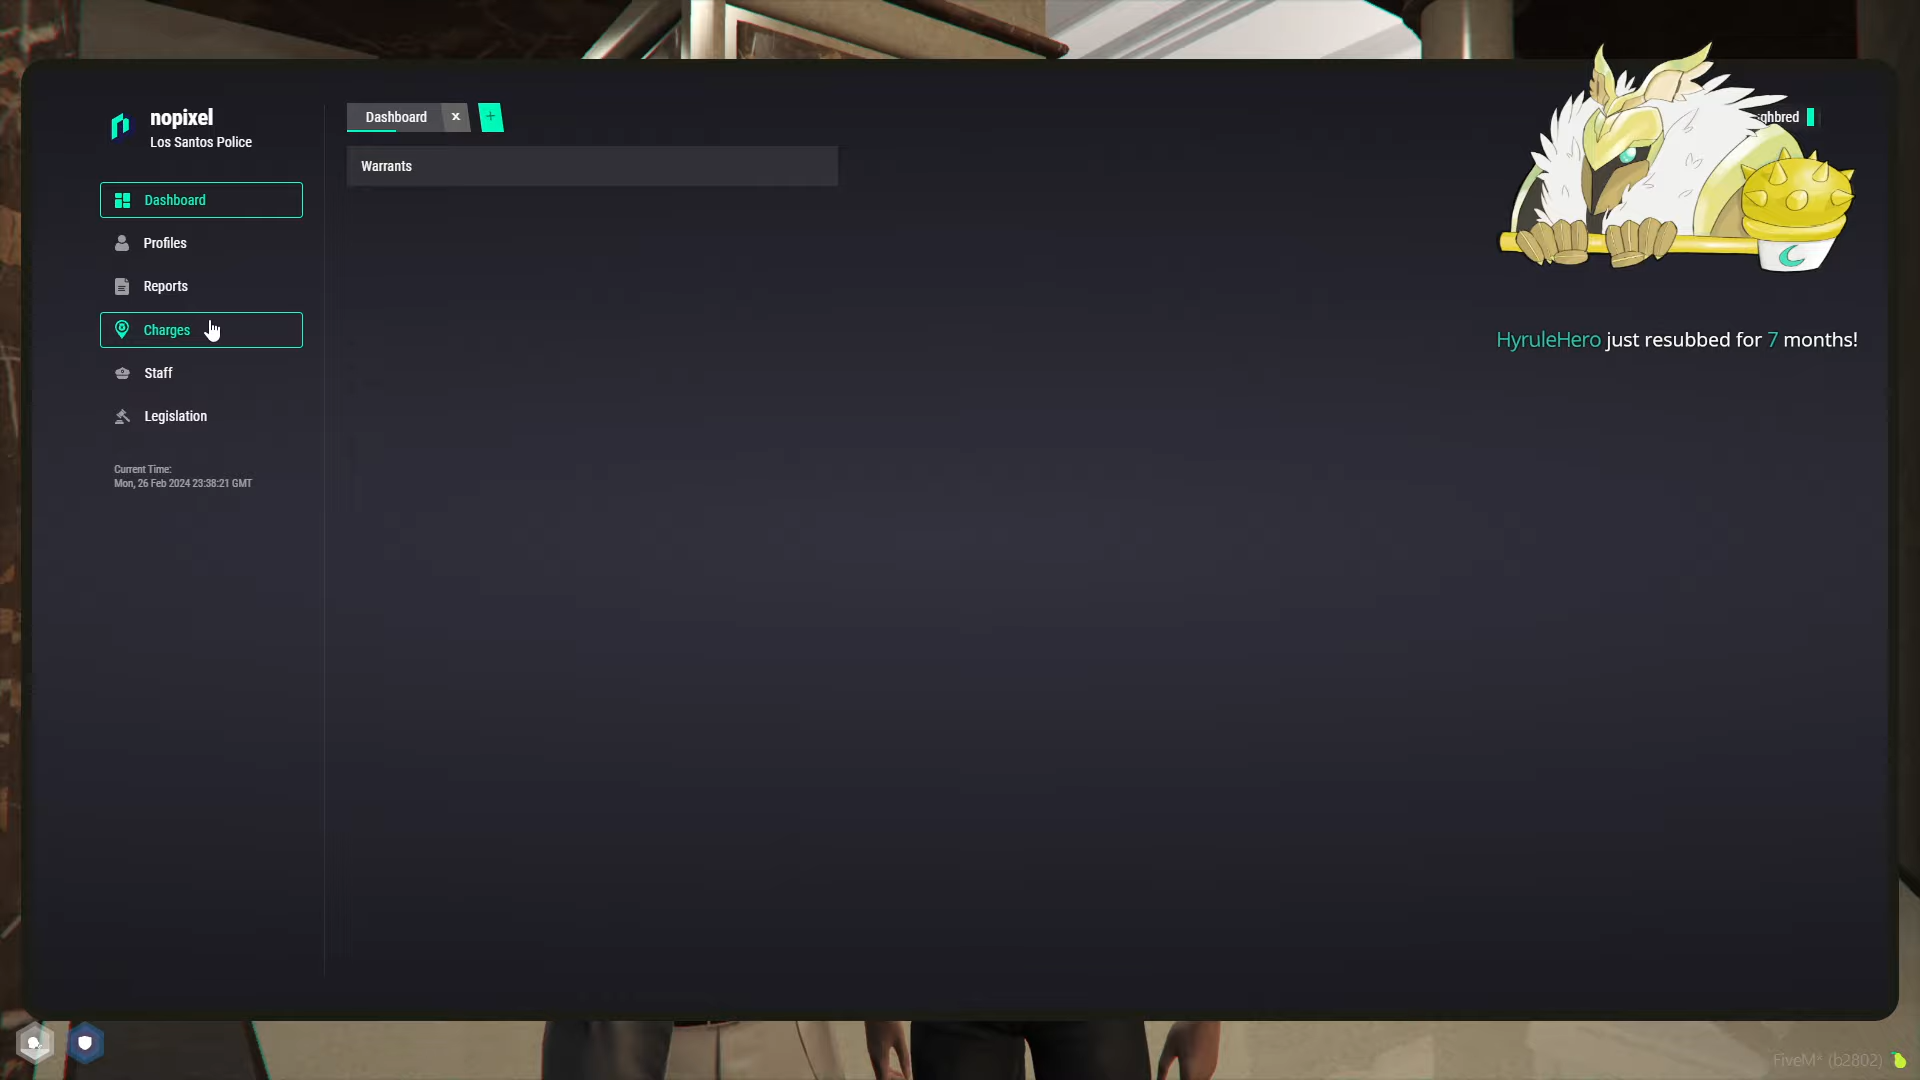 nopixel
Los Santos Police
Dashboard
Profiles
Reports
Charges
Staff
Legislation
Current Time:
Mon, 26 Feb 2024 23:38:21 GMT
Dashboard x +
Warrants
HyruleHero just resubbed for 7 months!
FiveM* (b2802)